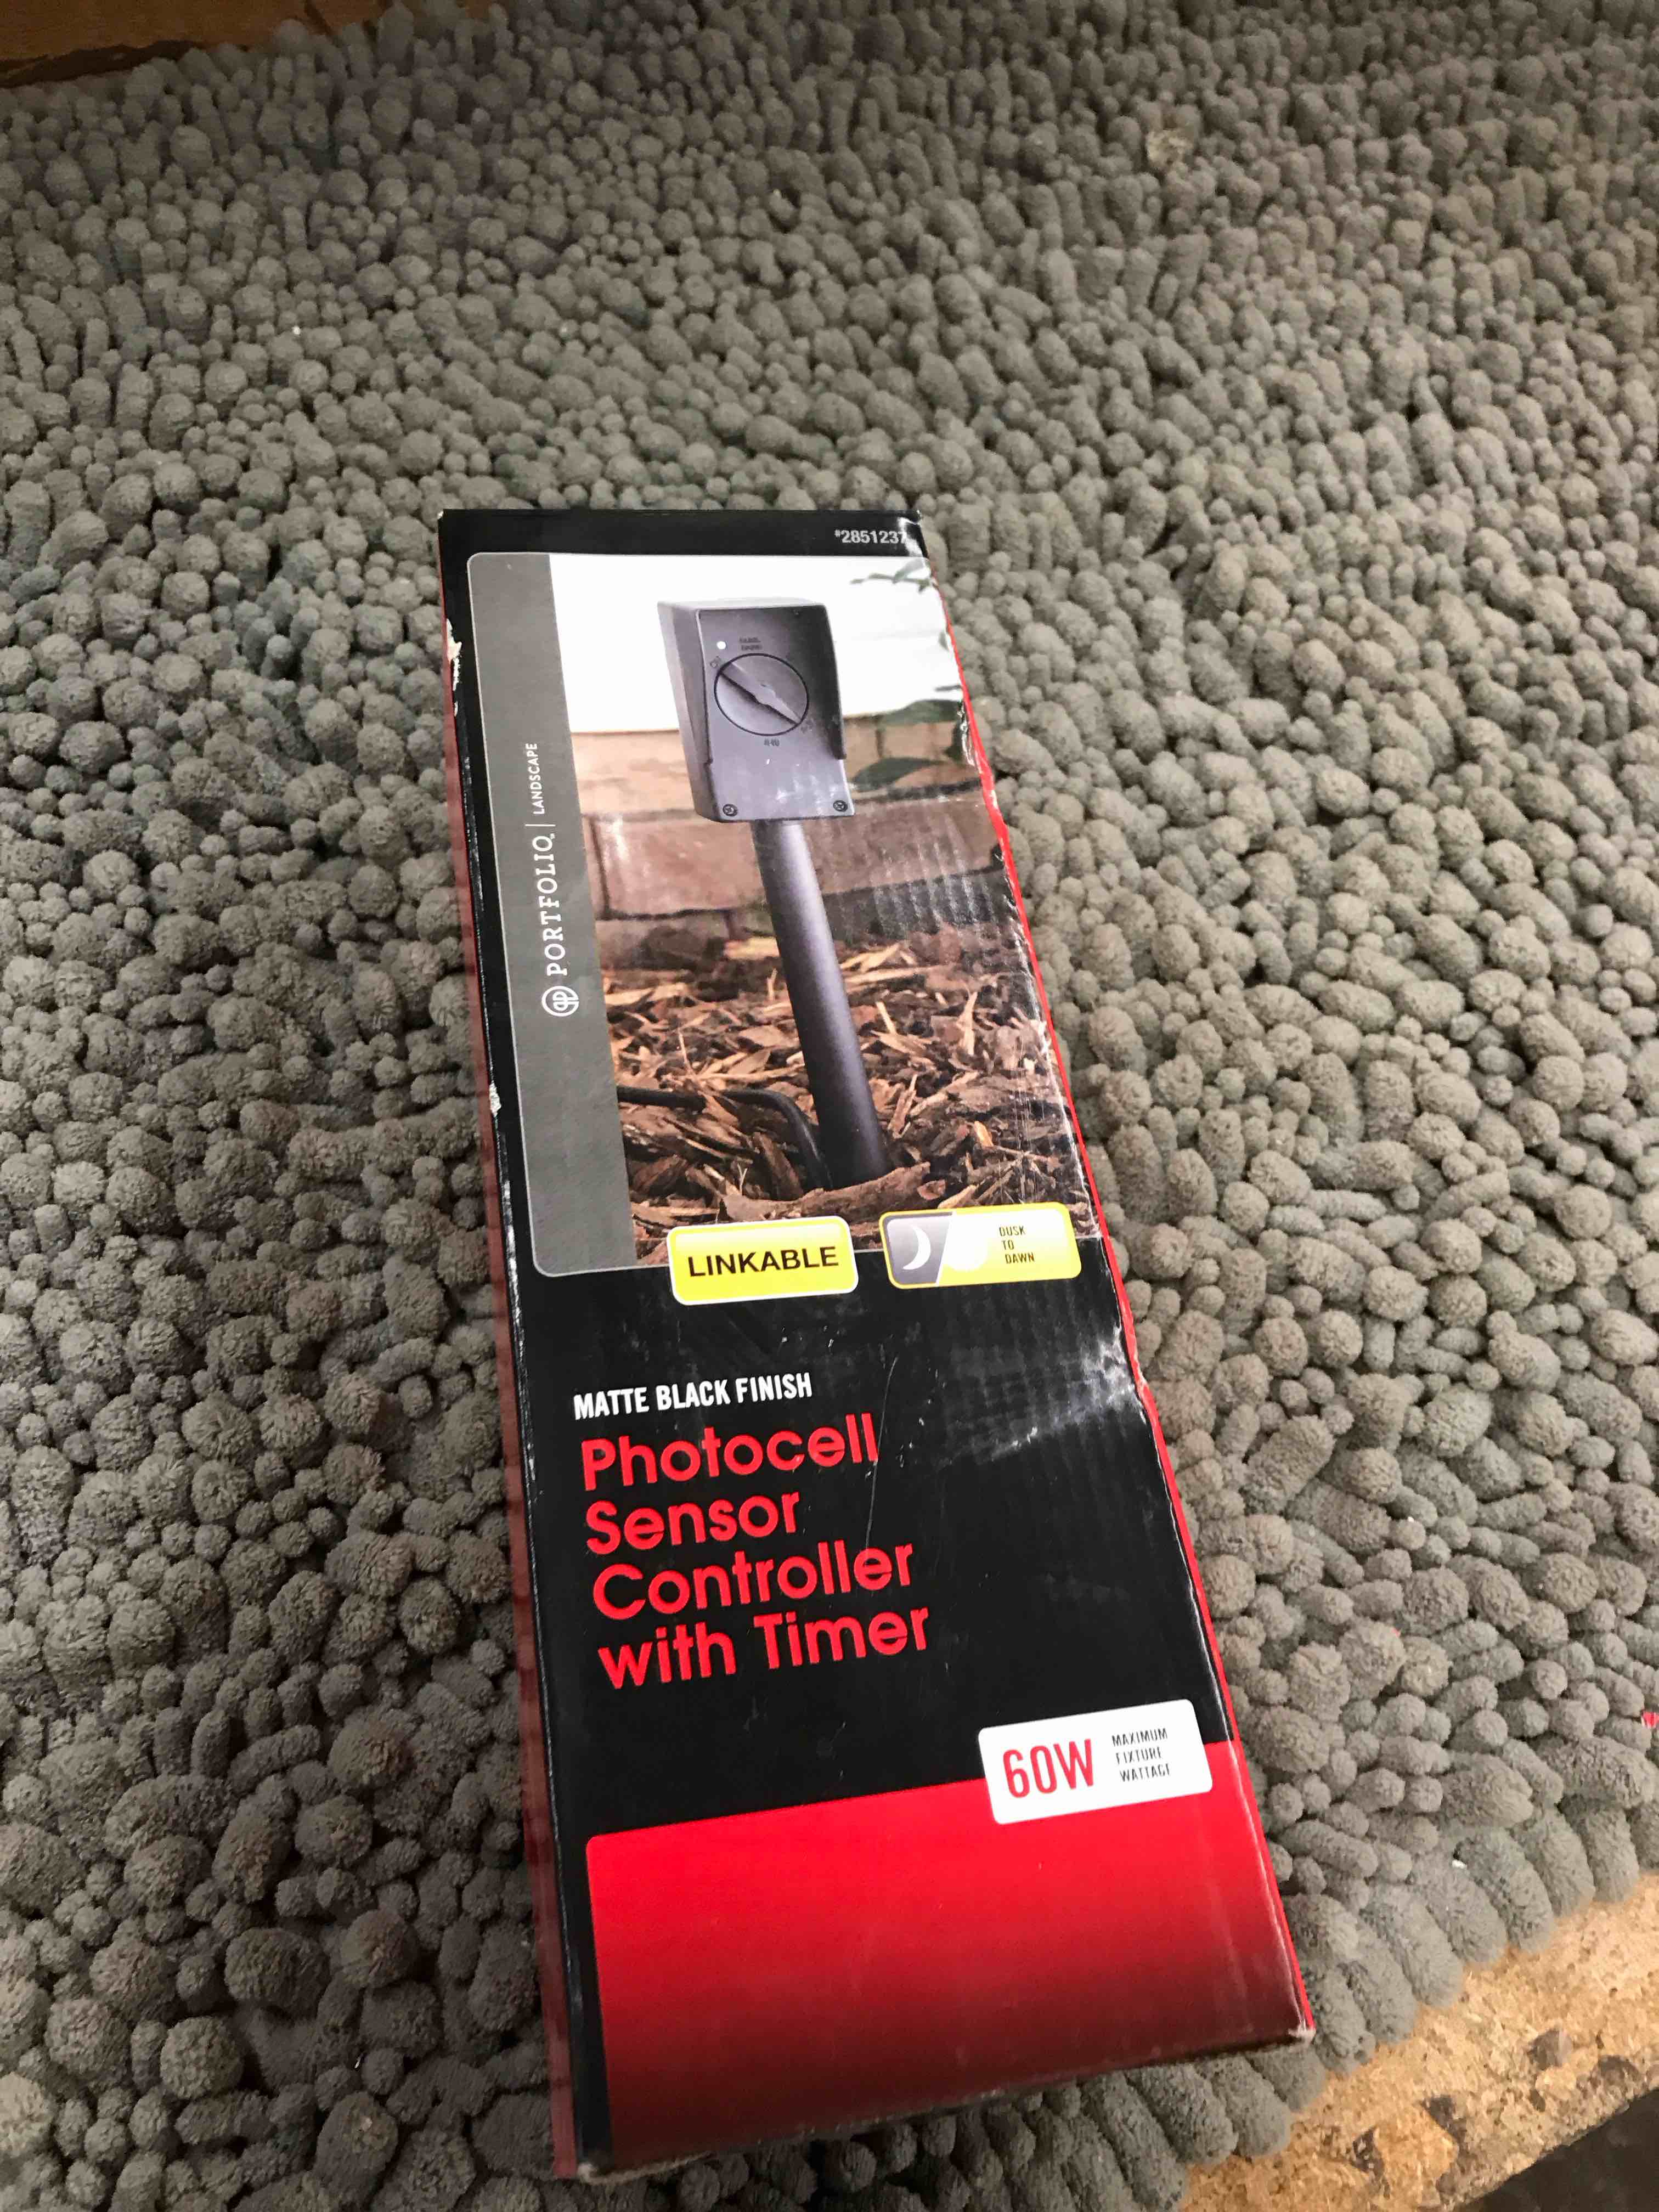 #2851237
PORTFOLIO | LANDSCAPE
LINKABLE
DUSK
TO
DAWN
MATTE BLACK FINISH
Photocell
Sensor
Controller
with Timer
60W
MAXIMUM
FIXTURE
WATTAGE